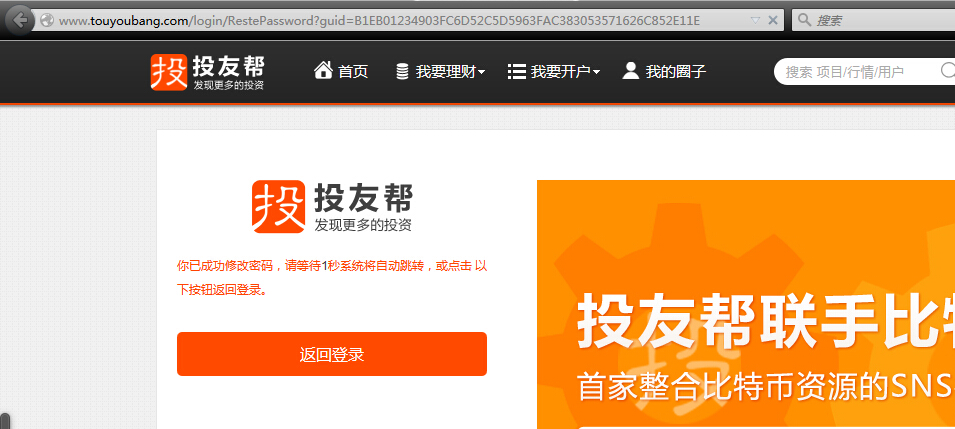 www.touyoubang.com/login/RestePassword?guid=B1EB01234903FC6D52C5D5963FAC383053571626C852E11E
搜索
投 投友帮
发现更多的投资
首页 我要理财 我要开户 我的圈子 搜索 项目/行情/用户
投 投友帮
发现更多的投资
你已成功修改密码，请等待1秒系统将自动跳转，或点击 以
下按钮返回登录。
返回登录
投友帮联手比特
投
首家整合比特币资源的SNS